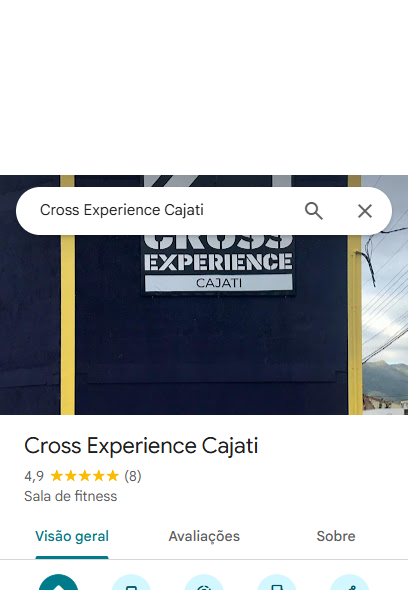 Cross Experience Cajati
CROSS
EXPERIENCE
CAJATI
Cross Experience Cajati
4,9 (8)
Sala de fitness
Visão geral
Avaliações
Sobre